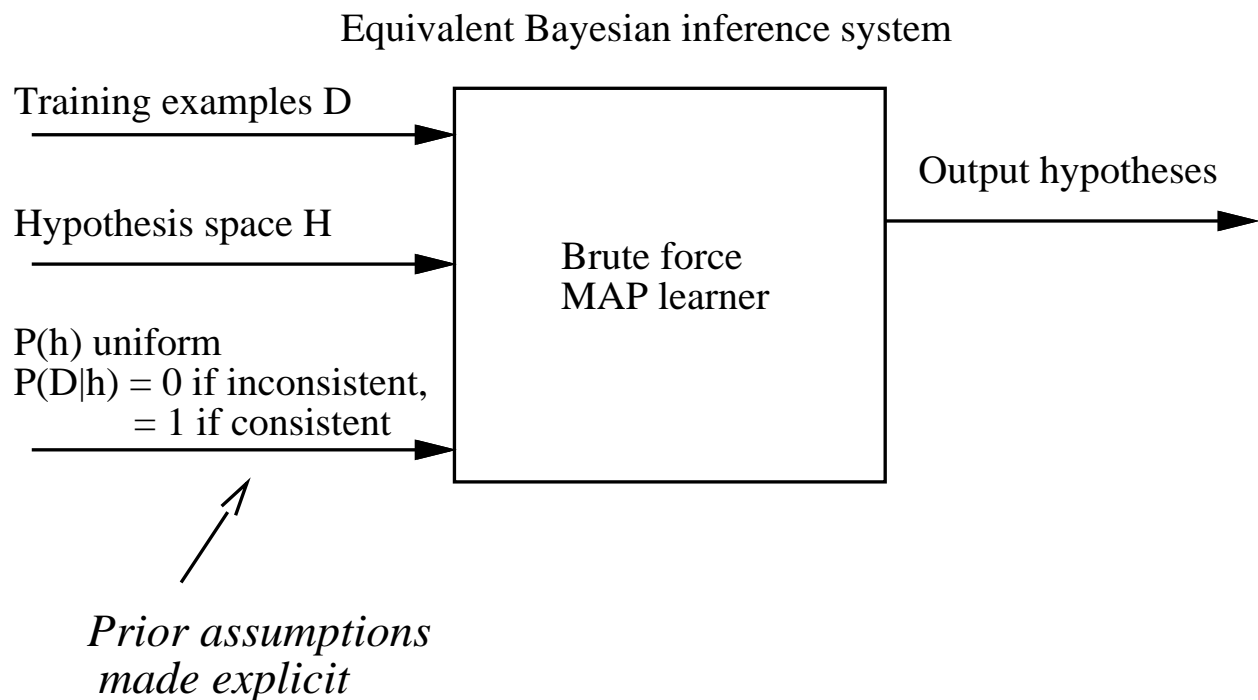 Equivalent Bayesian inference system
Training examples D
Hypothesis space H
P(h) uniform
P(D|h) = 0 if inconsistent,
= 1 if consistent
Brute force
MAP learner
Output hypotheses
Prior assumptions
made explicit